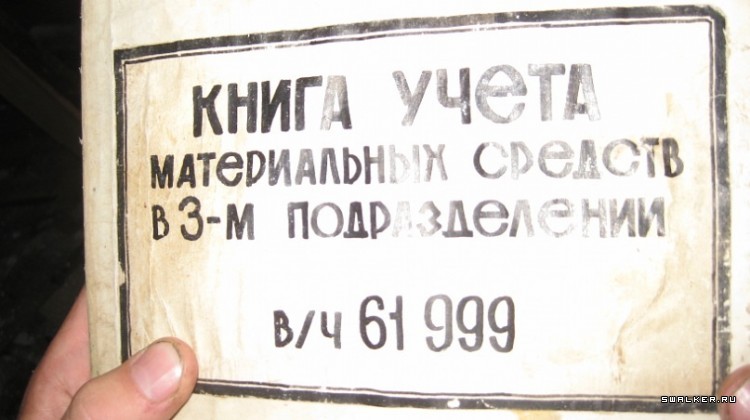 КНИГА УЧЕТА
МАТЕРИАЛЬНЫХ СРЕДСТВ
В 3-М ПОДРАЗДЕЛЕНИИ
В/Ч 61 999
SWALKER.RU